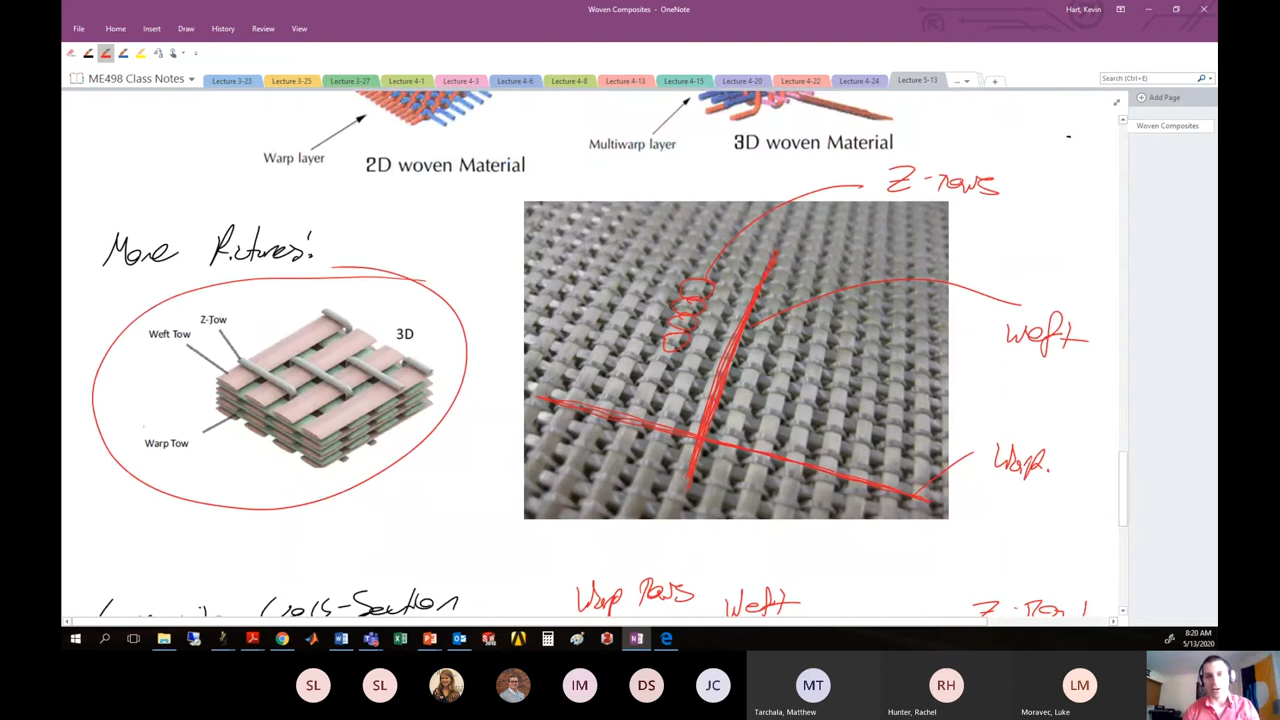 Woven Composites - OneNote
Hart, Kevin
File Home Insert Draw History Review View
ME498 Class Notes
Lecture 3-23 Lecture 3-25 Lecture 3-27 Lecture 4-1 Lecture 4-3 Lecture 4-6 Lecture 4-8 Lecture 4-13 Lecture 4-15 Lecture 4-20 Lecture 4-22 Lecture 4-24 Lecture 5-13 ...
Search (Ctrl+E)
Add Page
Woven Composites
Warp layer
2D woven Material
Multiwarp layer
3D woven Material
Z-Tows
More Pictures!
Z-Tow
Weft Tow
3D
Warp Tow
Weft
Warp.
Cross-Section
Warp Tows
Weft
8:20 AM
5/13/2020
SL SL IM DS JC MT RH LM
Tarchala, Matthew
Hunter, Rachel
Moravec, Luke